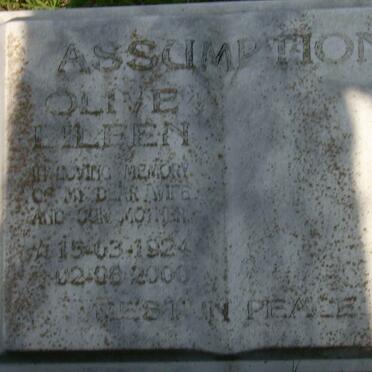 ASSUMPTION
OLIVE
EILEEN
IN LOVING MEMORY
OF MY DEAR WIFE
AND OUR MOTHER
15-03-1924
02-08-2000
REST IN PEACE